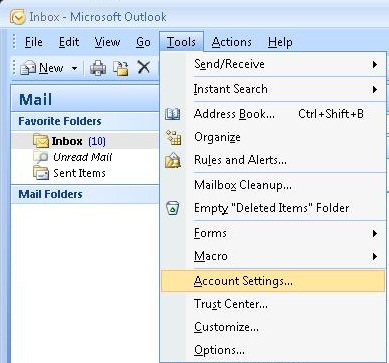 Inbox - Microsoft Outlook
File Edit View Go Tools Actions Help
New
Mail
Favorite Folders
Inbox (10)
Unread Mail
Sent Items
Mail Folders
Send/Receive
Instant Search
Address Book... Ctrl+Shift+B
Organize
Rules and Alerts...
Mailbox Cleanup...
Empty "Deleted Items" Folder
Forms
Macro
Account Settings...
Trust Center...
Customize...
Options...